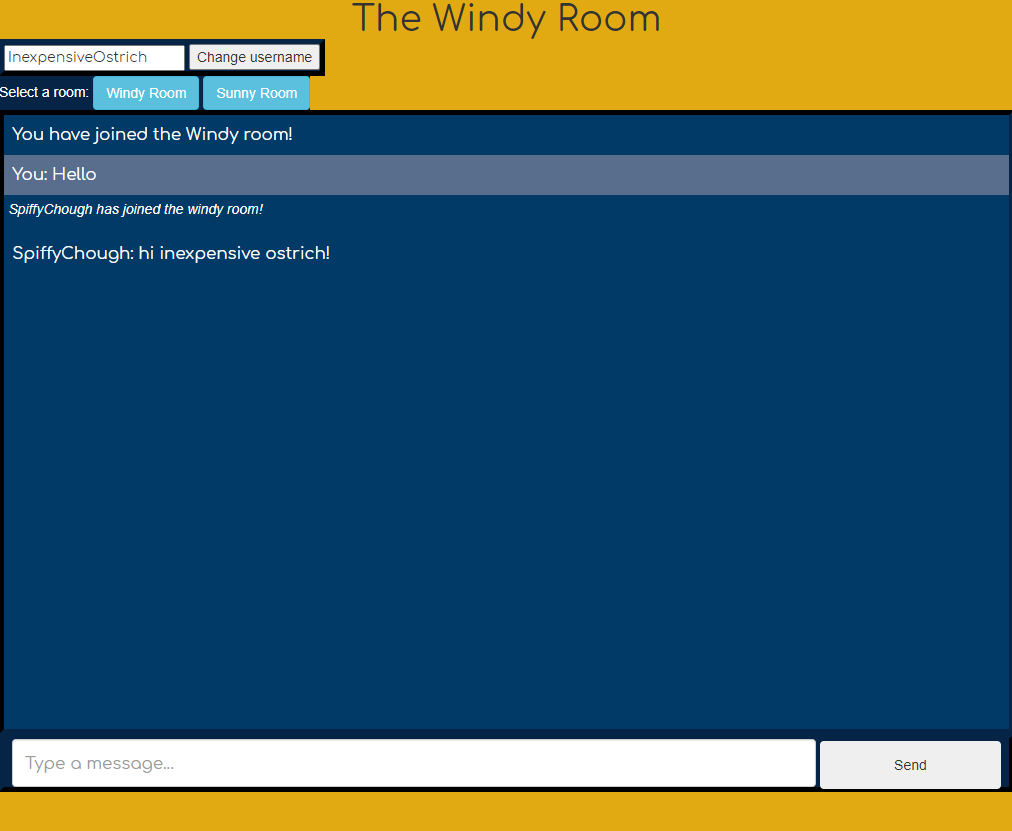 The Windy Room
InexpensiveOstrich Change username
Select a room: Windy Room Sunny Room
You have joined the Windy room!
You: Hello
SpiffyChough has joined the windy room!
SpiffyChough: hi inexpensive ostrich!
Type a message... Send